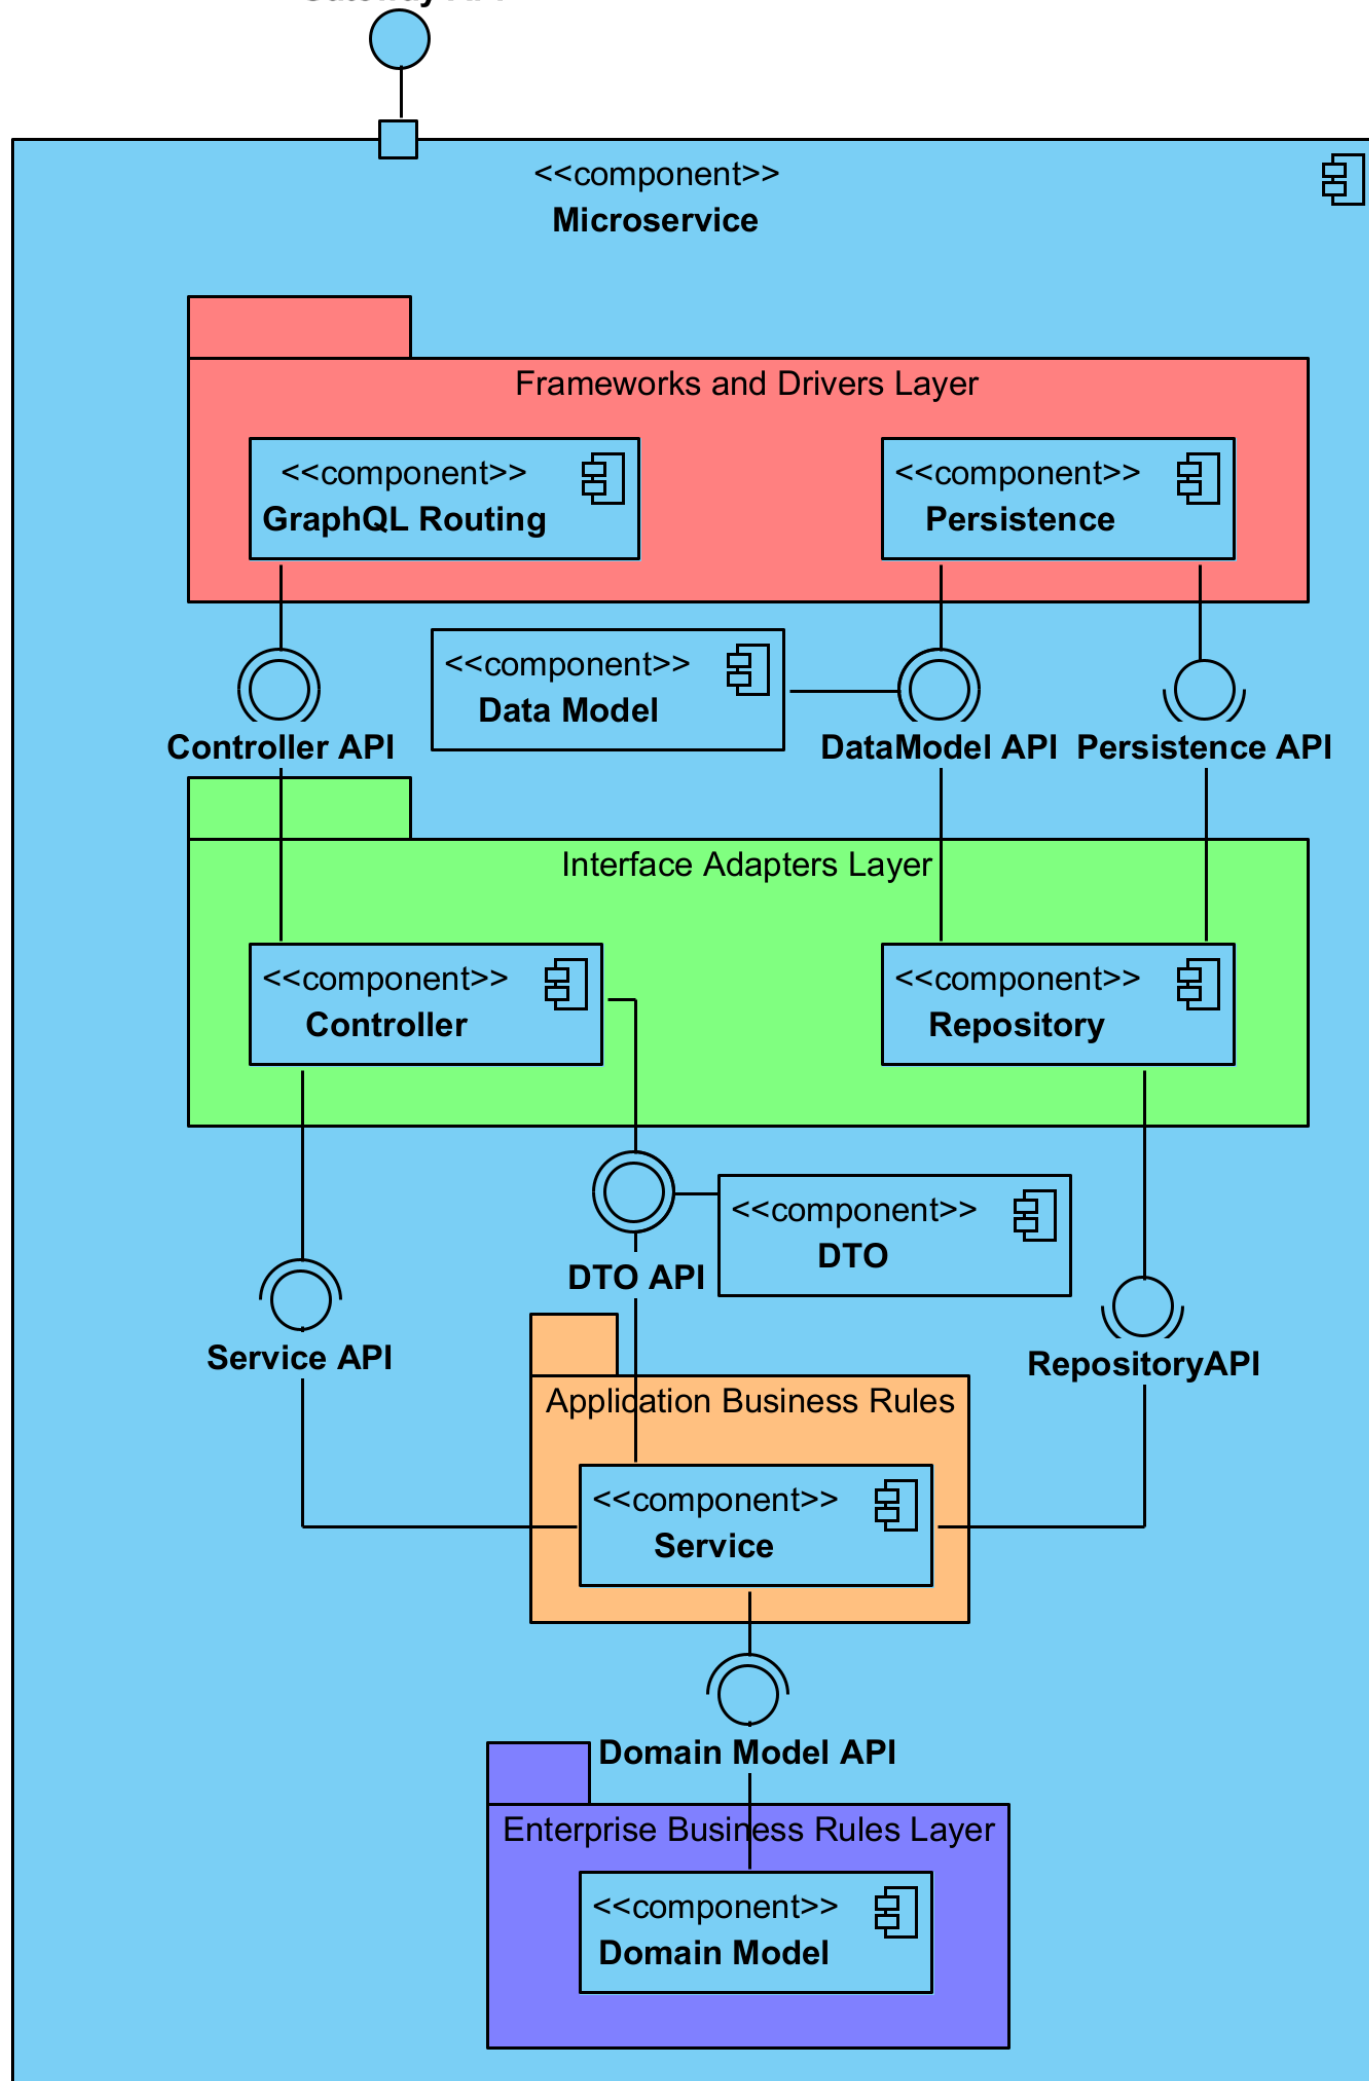 <<component>>
Microservice
Frameworks and Drivers Layer
<<component>>
GraphQL Routing
<<component>>
Persistence
<<component>>
Data Model
Controller API
DataModel API
Persistence API
Interface Adapters Layer
<<component>>
Controller
<<component>>
Repository
<<component>>
DTO
DTO API
Service API
RepositoryAPI
Application Business Rules
<<component>>
Service
Domain Model API
Enterprise Business Rules Layer
<<component>>
Domain Model